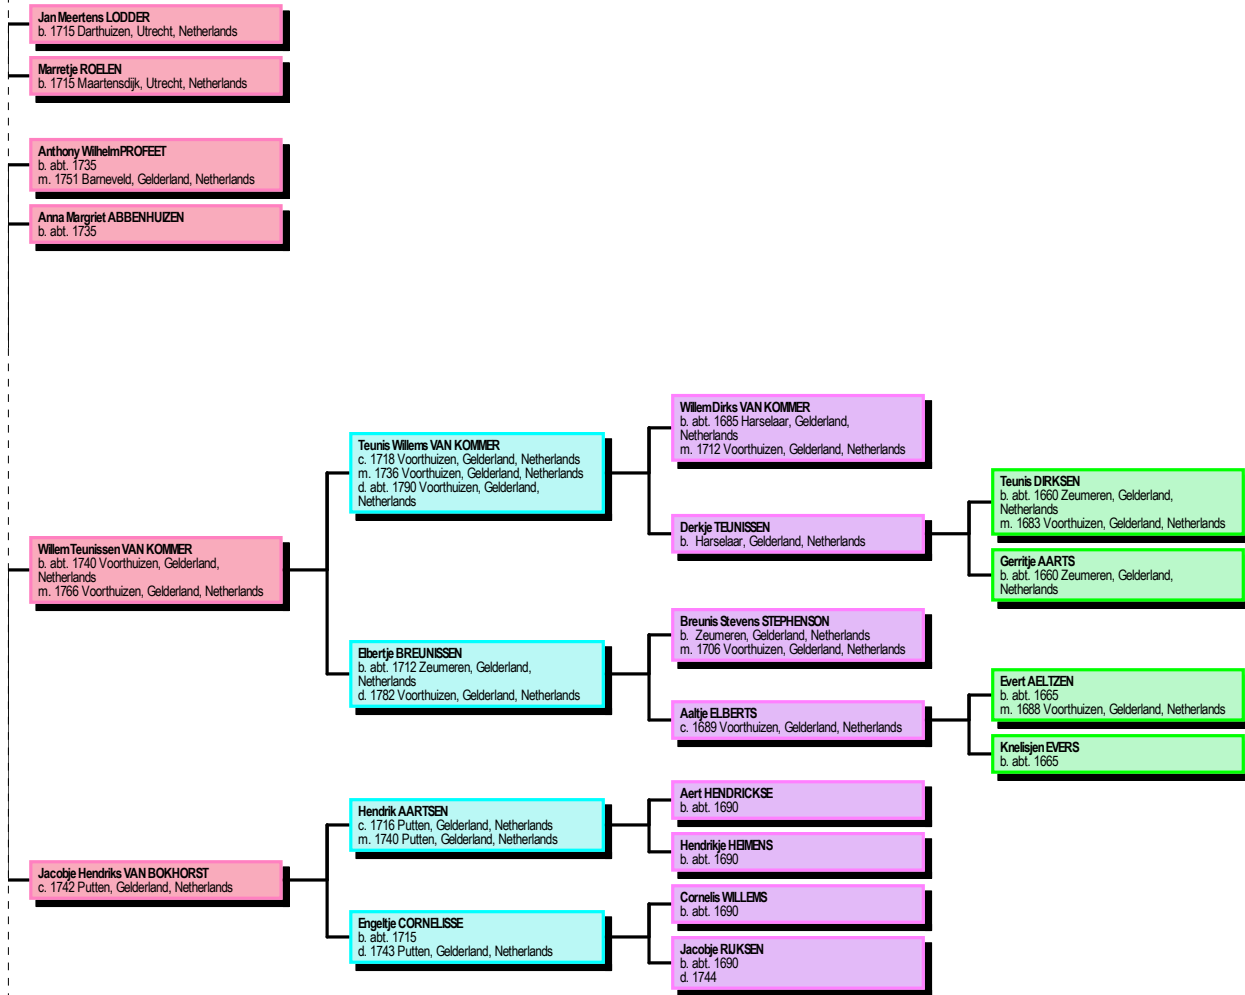 Jan Meertens LODDER
b. 1715 Darthuizen, Utrecht, Netherlands
Marretje ROELEN
b. 1715 Maartensdijk, Utrecht, Netherlands
Anthony Wilhelm PROFEET
b. abt. 1735
m. 1751 Barneveld, Gelderland, Netherlands
Anna Margriet ABBENHUIZEN
b. abt. 1735
Willem Teunissen VAN KOMMER
b. abt. 1740 Voorthuizen, Gelderland,
Netherlands
m. 1766 Voorthuizen, Gelderland, Netherlands
Jacobje Hendriks VAN BOKHORST
c. 1742 Putten, Gelderland, Netherlands
Teunis Willems VAN KOMMER
c. 1718 Voorthuizen, Gelderland, Netherlands
m. 1736 Voorthuizen, Gelderland, Netherlands
d. abt. 1790 Voorthuizen, Gelderland,
Netherlands
Elbertje BREUNISSEN
b. abt. 1712 Zeumeren, Gelderland,
Netherlands
d. 1782 Voorthuizen, Gelderland, Netherlands
Hendrik AARTSEN
c. 1716 Putten, Gelderland, Netherlands
m. 1740 Putten, Gelderland, Netherlands
Engeltje CORNELISSE
b. abt. 1715
d. 1743 Putten, Gelderland, Netherlands
Willem Dirks VAN KOMMER
b. abt. 1685 Harselaar, Gelderland,
Netherlands
m. 1712 Voorthuizen, Gelderland, Netherlands
Derkje TEUNISSEN
b. Harselaar, Gelderland, Netherlands
Breunis Stevens STEPHENSON
b. Zeumeren, Gelderland, Netherlands
m. 1706 Voorthuizen, Gelderland, Netherlands
Aaltje ELBERTS
c. 1689 Voorthuizen, Gelderland, Netherlands
Aert HENDRICKSE
b. abt. 1690
Hendrikje HEIMENS
b. abt. 1690
Cornelis WILLEMS
b. abt. 1690
Jacobje RIJKSEN
b. abt. 1690
d. 1744
Teunis DIRKSEN
b. abt. 1660 Zeumeren, Gelderland,
Netherlands
m. 1683 Voorthuizen, Gelderland, Netherlands
Gerritje AARTS
b. abt. 1660 Zeumeren, Gelderland,
Netherlands
Evert AELTZEN
b. abt. 1665
m. 1688 Voorthuizen, Gelderland, Netherlands
Knelisjen EVERS
b. abt. 1665